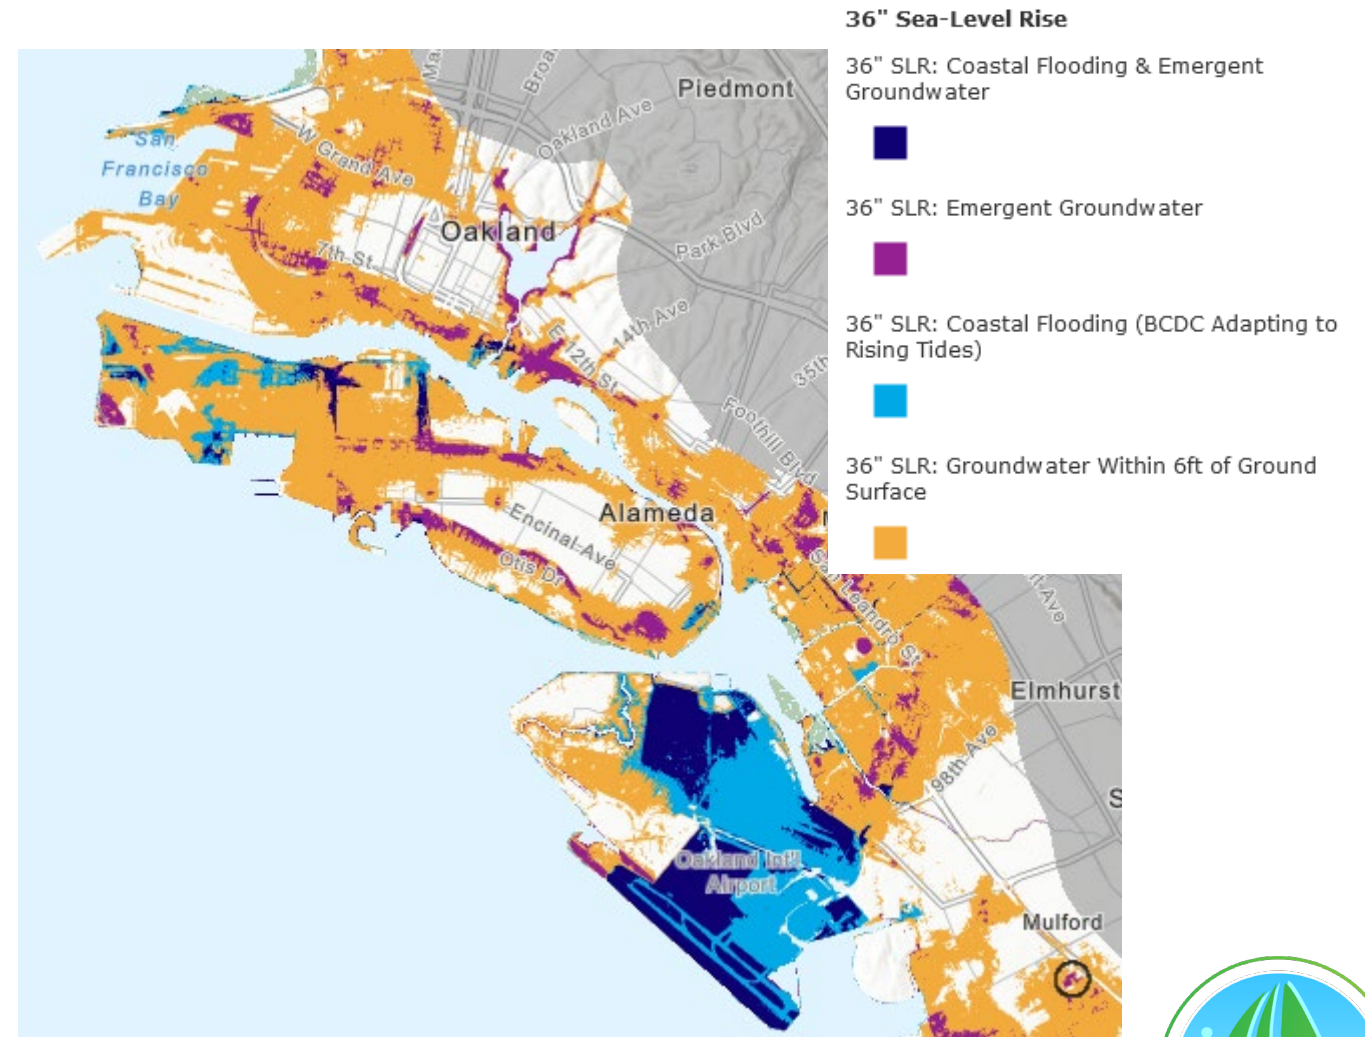 36" Sea-Level Rise
36" SLR: Coastal Flooding & Emergent
Groundwater
36" SLR: Emergent Groundwater
36" SLR: Coastal Flooding (BCDC Adapting to
Rising Tides)
36" SLR: Groundwater Within 6ft of Ground
Surface
Piedmont
Oakland Ave
San
Francisco
Bay
W Grand Ave
Oakland
7th St
Park Blvd
14th Ave
E 12th St
35th
Foothill Blvd
Alameda
Encinal Ave
Otis Dr
San Leandro St
Elmhurst
98th Ave
Oakland Int'l
Airport
Mulford